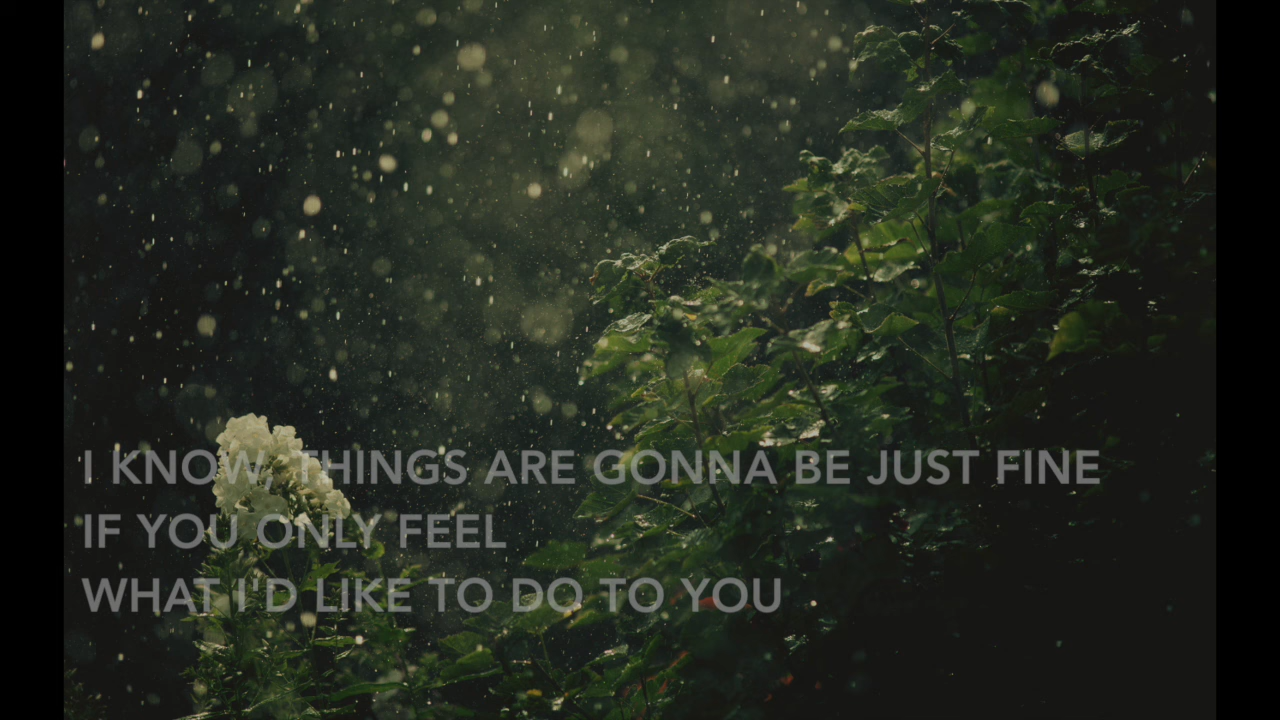 I KNOW, THINGS ARE GONNA BE JUST FINE
IF YOU ONLY FEEL
WHAT I'D LIKE TO DO TO YOU